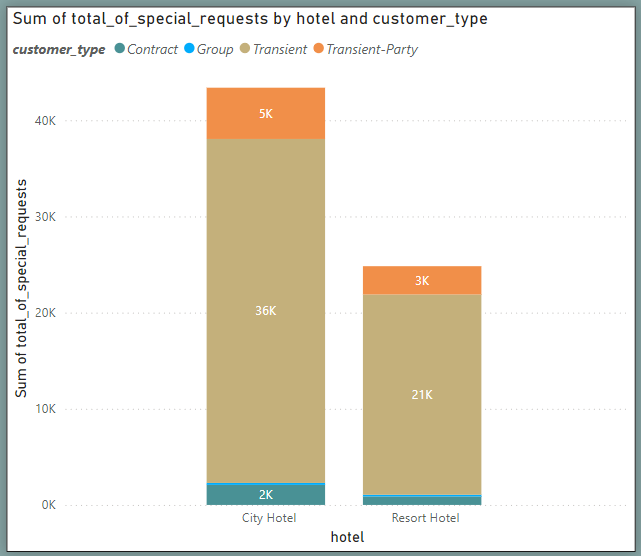 Sum of total_of_special_requests by hotel and customer_type
customer_type Contract Group Transient Transient-Party
Sum of total_of_special_requests
40K
30K
20K
10K
0K
5K
36K
2K
3K
21K
City Hotel
Resort Hotel
hotel